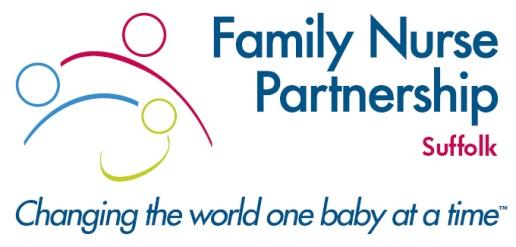 Family Nurse
Partnership
Suffolk
Changing the world one baby at a time™